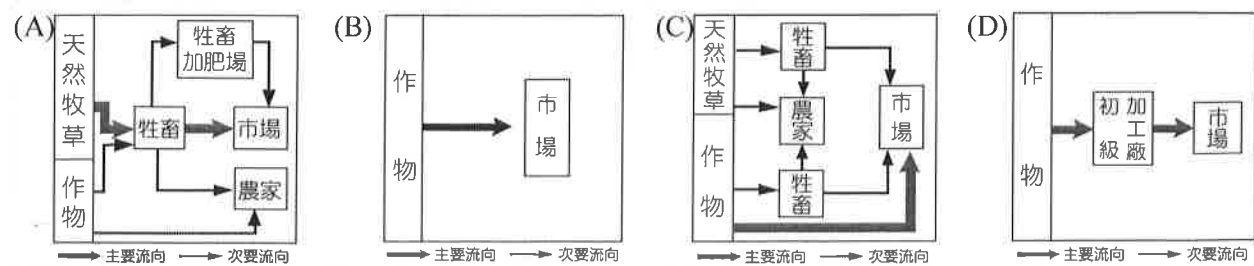 (A)
天然牧草
作物
牲畜
加肥場
牲畜
市場
農家
主要流向 次要流向
(B)
作物
市場
主要流向 次要流向
(C)
天然牧草
作物
牲畜
農家
牲畜
市場
主要流向 次要流向
(D)
作物
初級
加工廠
市場
主要流向 次要流向